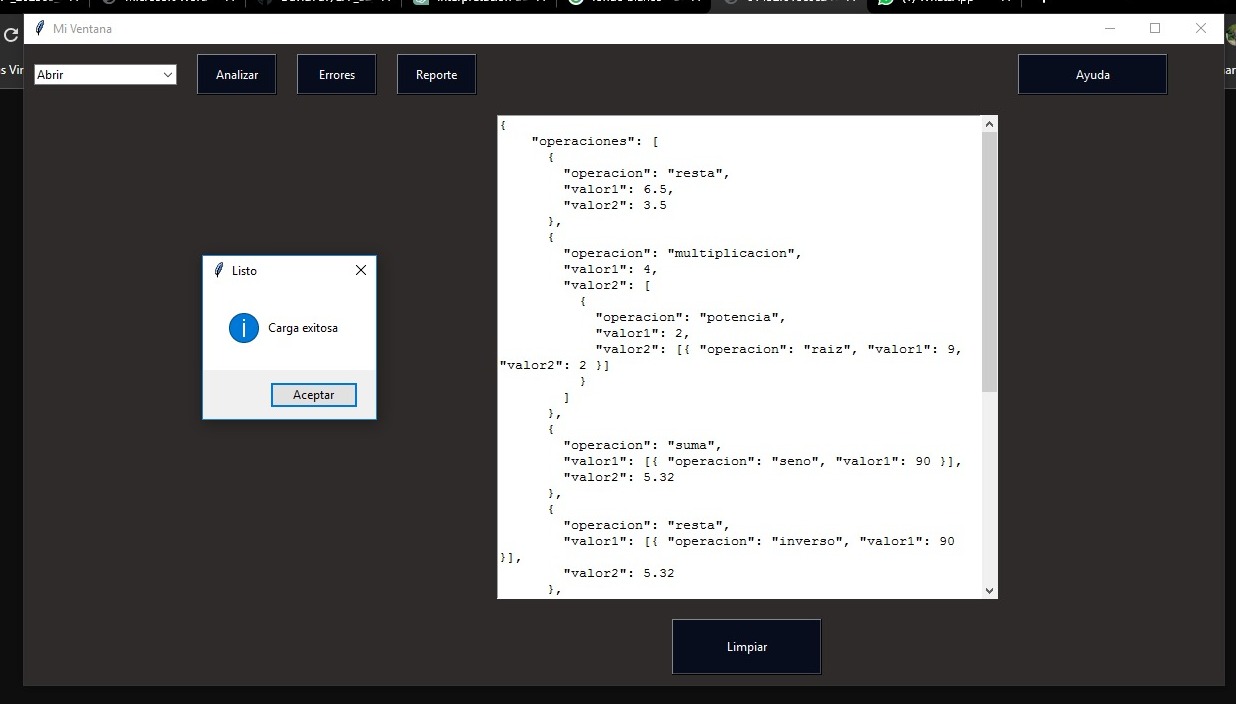 Mi Ventana
Abrir
Analizar
Errores
Reporte
Ayuda
{
"operaciones": [
{
"operacion": "resta",
"valor1": 6.5,
"valor2": 3.5
},
{
"operacion": "multiplicacion",
"valor1": 4,
"valor2": [
{
"operacion": "potencia",
"valor1": 2,
"valor2": [{ "operacion": "raiz", "valor1": 9,
"valor2": 2 }]
}
]
},
{
"operacion": "suma",
"valor1": [{ "operacion": "seno", "valor1": 90 }],
"valor2": 5.32
},
{
"operacion": "resta",
"valor1": [{ "operacion": "inverso", "valor1": 90
}],
"valor2": 5.32
},
Listo
Carga exitosa
Aceptar
Limpiar